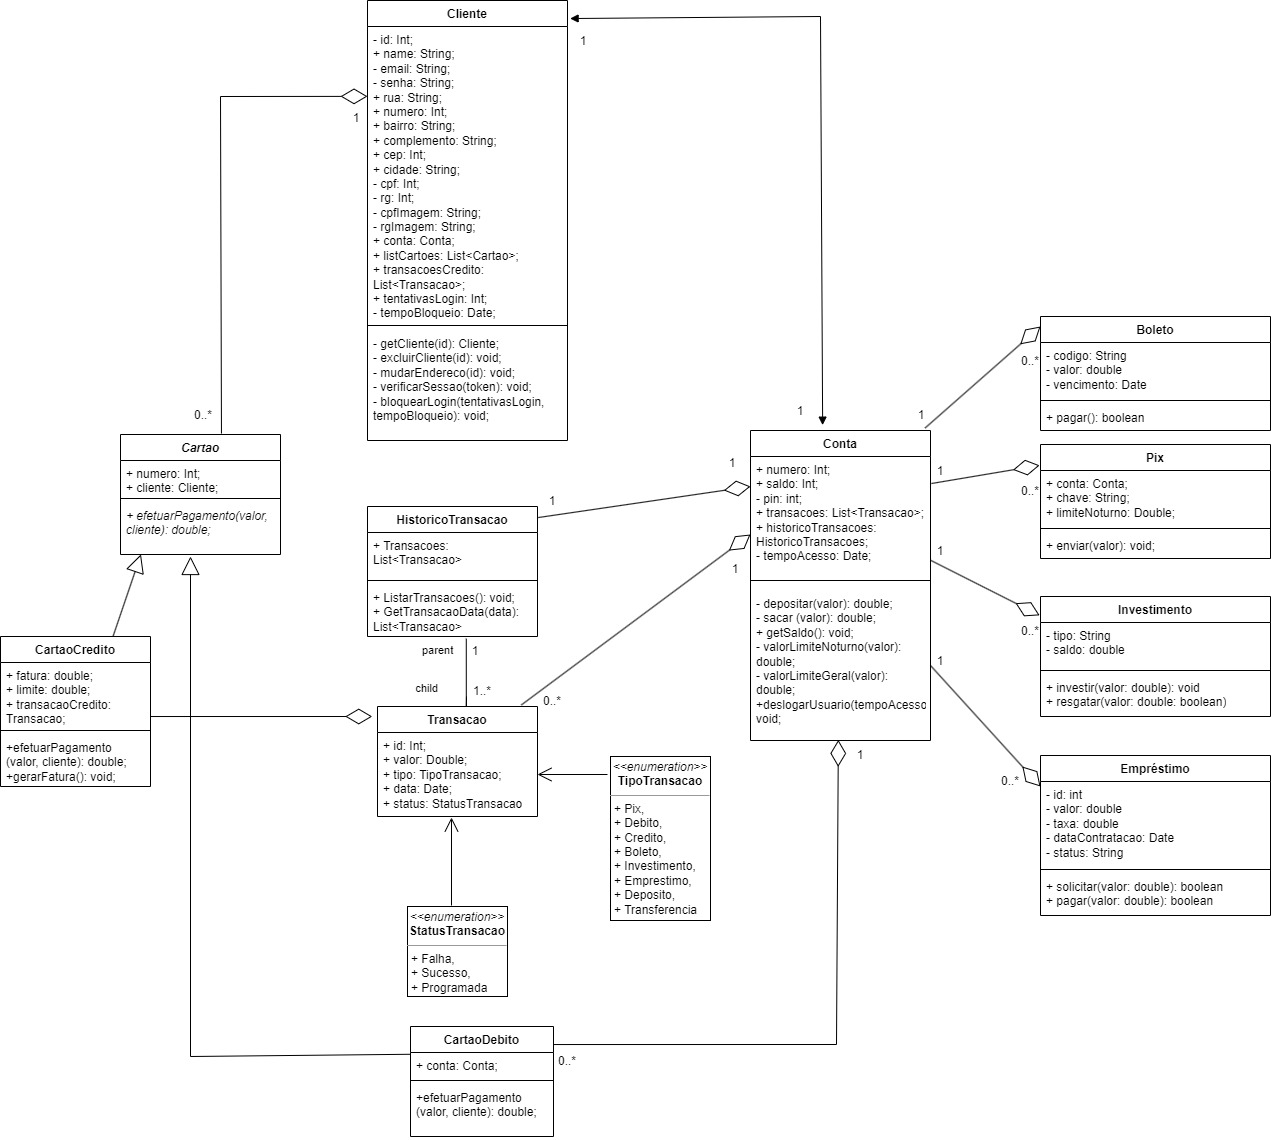 Cliente
- id: Int;
+ name: String;
- email: String;
- senha: String;
+ rua: String;
+ numero: Int;
+ bairro: String;
+ complemento: String;
+ cep: Int;
+ cidade: String;
- cpf: Int;
- rg: Int;
- cpfImagem: String;
- rgImagem: String;
+ conta: Conta;
+ listCartoes: List<Cartao>;
+ transacoesCredito:
List<Transacao>;
+ tentativasLogin: Int;
- tempoBloqueio: Date;
- getCliente(id): Cliente;
- excluirCliente(id): void;
- mudarEndereco(id): void;
- verificarSessao(token): void;
- bloquearLogin(tentativasLogin,
tempoBloqueio): void;
1
1
0..*
1
Cartao
+ numero: Int;
+ cliente: Cliente;
+ efetuarPagamento(valor,
cliente): double;
HistoricoTransacao
+ Transacoes:
List<Transacao>
+ ListarTransacoes(): void;
+ GetTransacaoData(data):
List<Transacao>
1
1
parent
1
child
1..*
0..*
1
Conta
+ numero: Int;
+ saldo: Int;
- pin: int;
+ transacoes: List<Transacao>;
+ historicoTransacoes:
HistoricoTransacoes;
- tempoAcesso: Date;
- depositar(valor): double;
- sacar (valor): double;
+ getSaldo(): void;
- valorLimiteNoturno(valor):
double;
- valorLimiteGeral(valor):
double;
+deslogarUsuario(tempoAcesso
void;
1
0..*
Boleto
- codigo: String
- valor: double
- vencimento: Date
+ pagar(): boolean
1
0..*
Pix
+ conta: Conta;
+ chave: String;
+ limiteNoturno: Double;
+ enviar(valor): void;
1
0..*
Investimento
- tipo: String
- saldo: double
+ investir(valor: double): void
+ resgatar(valor: double: boolean)
1
0..*
Empréstimo
- id: int
- valor: double
- taxa: double
- dataContratacao: Date
- status: String
+ solicitar(valor: double): boolean
+ pagar(valor: double): boolean
CartaoCredito
+ fatura: double;
+ limite: double;
+ transacaoCredito:
Transacao;
+efetuarPagamento
(valor, cliente): double;
+gerarFatura(): void;
Transacao
+ id: Int;
+ valor: Double;
+ tipo: TipoTransacao;
+ data: Date;
+ status: StatusTransacao
<<enumeration>>
TipoTransacao
+ Pix,
+ Debito,
+ Credito,
+ Boleto,
+ Investimento,
+ Emprestimo,
+ Deposito,
+ Transferencia
<<enumeration>>
StatusTransacao
+ Falha,
+ Sucesso,
+ Programada
1
0..*
CartaoDebito
+ conta: Conta;
+efetuarPagamento
(valor, cliente): double;